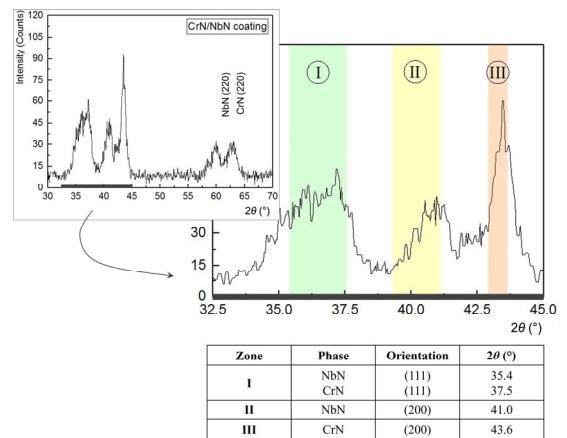 CrN/NbN coating
Intensity (Counts)
120
105
90
75
60
45
30
15
0
NbN (220)
CrN (220)
30 35 40 45 50 55 60 65 70
2θ (°)
I II III
30
15
0
32.5 35.0 37.5 40.0 42.5 45.0
2θ (°)
Zone Phase Orientation 2θ (°)
I NbN (111) 35.4
CrN (111) 37.5
II NbN (200) 41.0
III CrN (200) 43.6